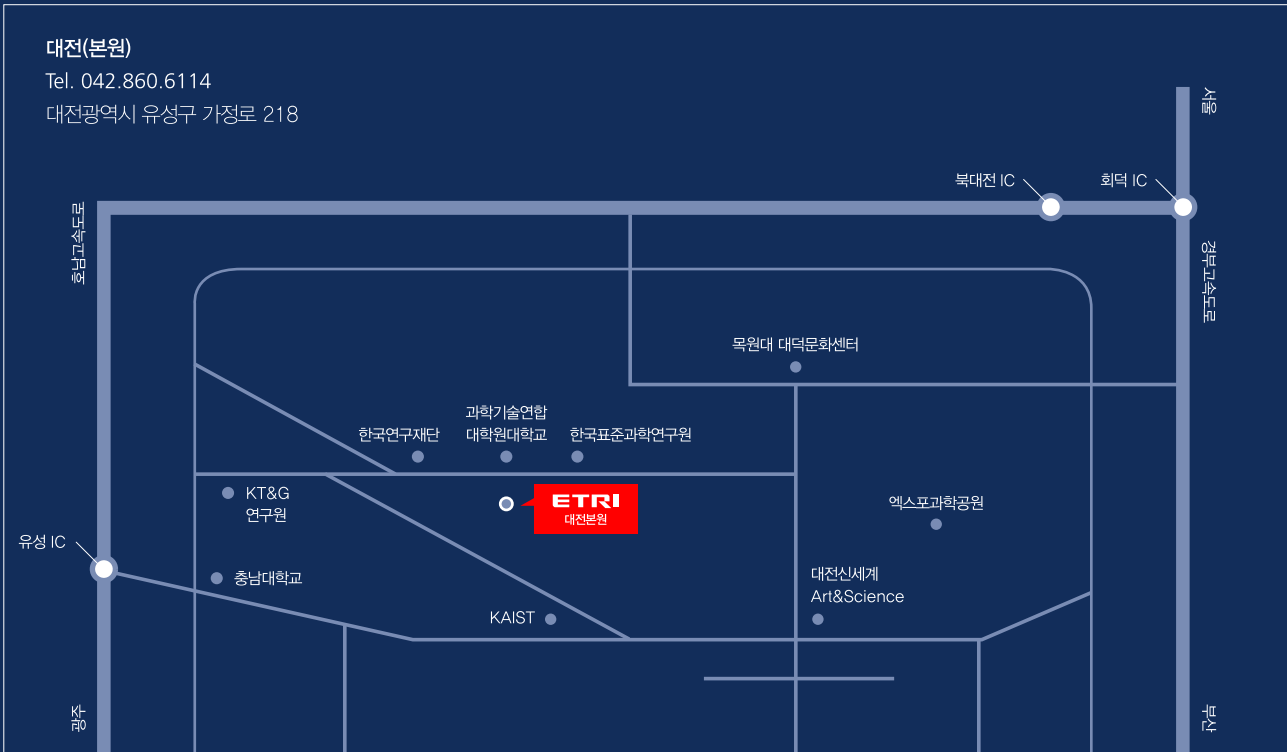 대전(본원)
Tel. 042.860.6114
대전광역시 유성구 가정로 218
서울
북대전 IC
회덕 IC
호남고속도로
경부고속도로
목원대 대덕문화센터
과학기술연합
대학원대학교
한국연구재단
한국표준과학연구원
KT&G
연구원
ETRI
대전본원
엑스포과학공원
유성 IC
충남대학교
대전신세계
Art&Science
KAIST
광주
부산